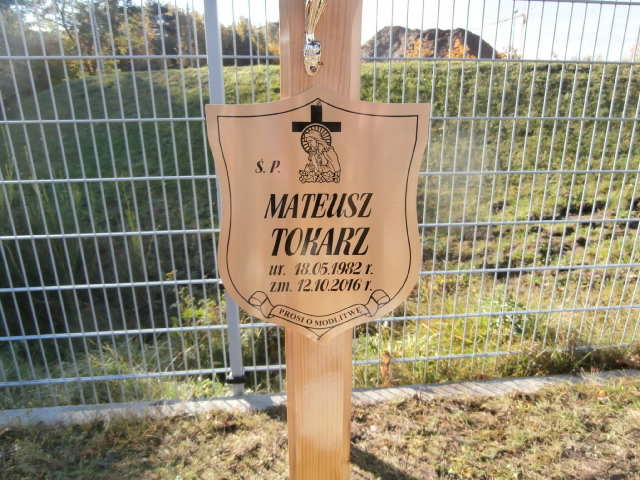 Ś. P.
MATEUSZ
TOKARZ
ur. 18.05.1982 r.
zm. 12.10.2016 r.
PROSI O MODLITWĘ